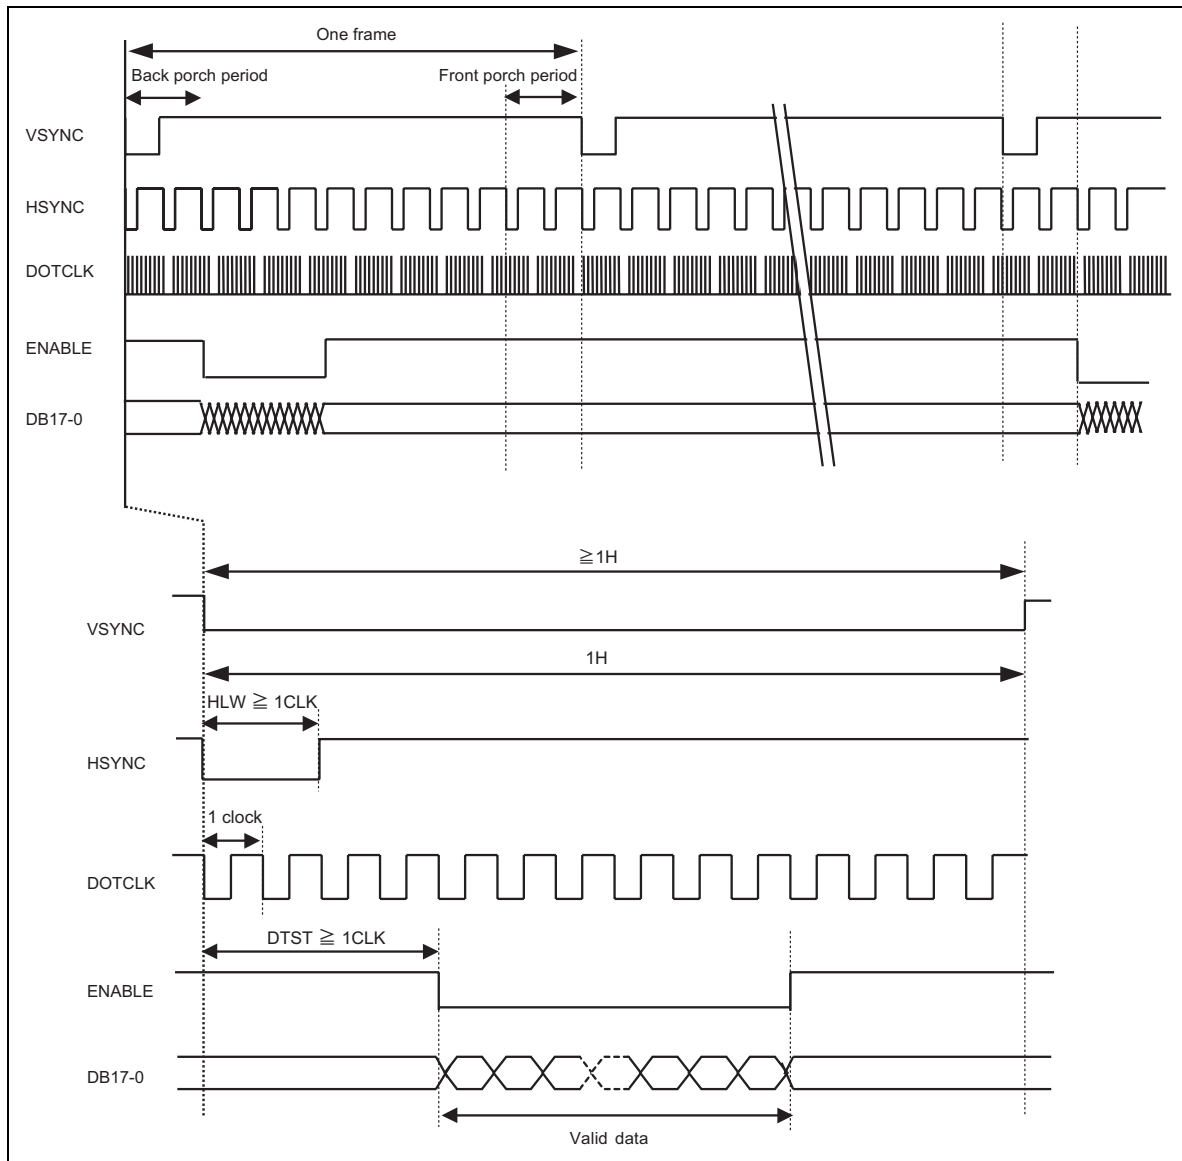 One frame
Back porch period
Front porch period
VSYNC
HSYNC
DOTCLK
ENABLE
DB17-0
≧1H
VSYNC
1H
HLW ≧ 1CLK
HSYNC
1 clock
DOTCLK
DTST ≧ 1CLK
ENABLE
DB17-0
Valid data